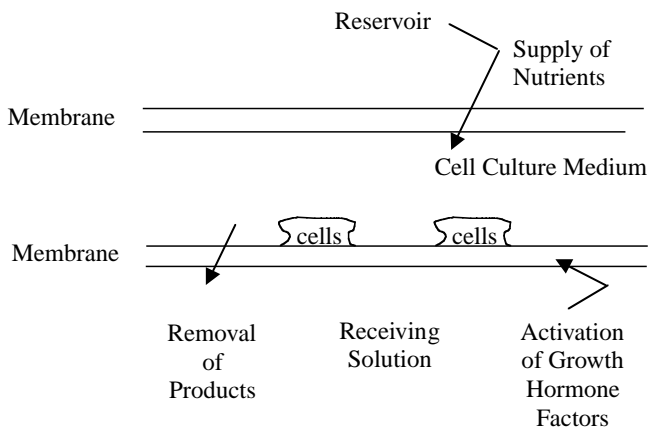 Reservoir
Supply of
Nutrients
Membrane
Cell Culture Medium
cells
cells
Membrane
Removal
of
Products
Receiving
Solution
Activation
of Growth
Hormone
Factors